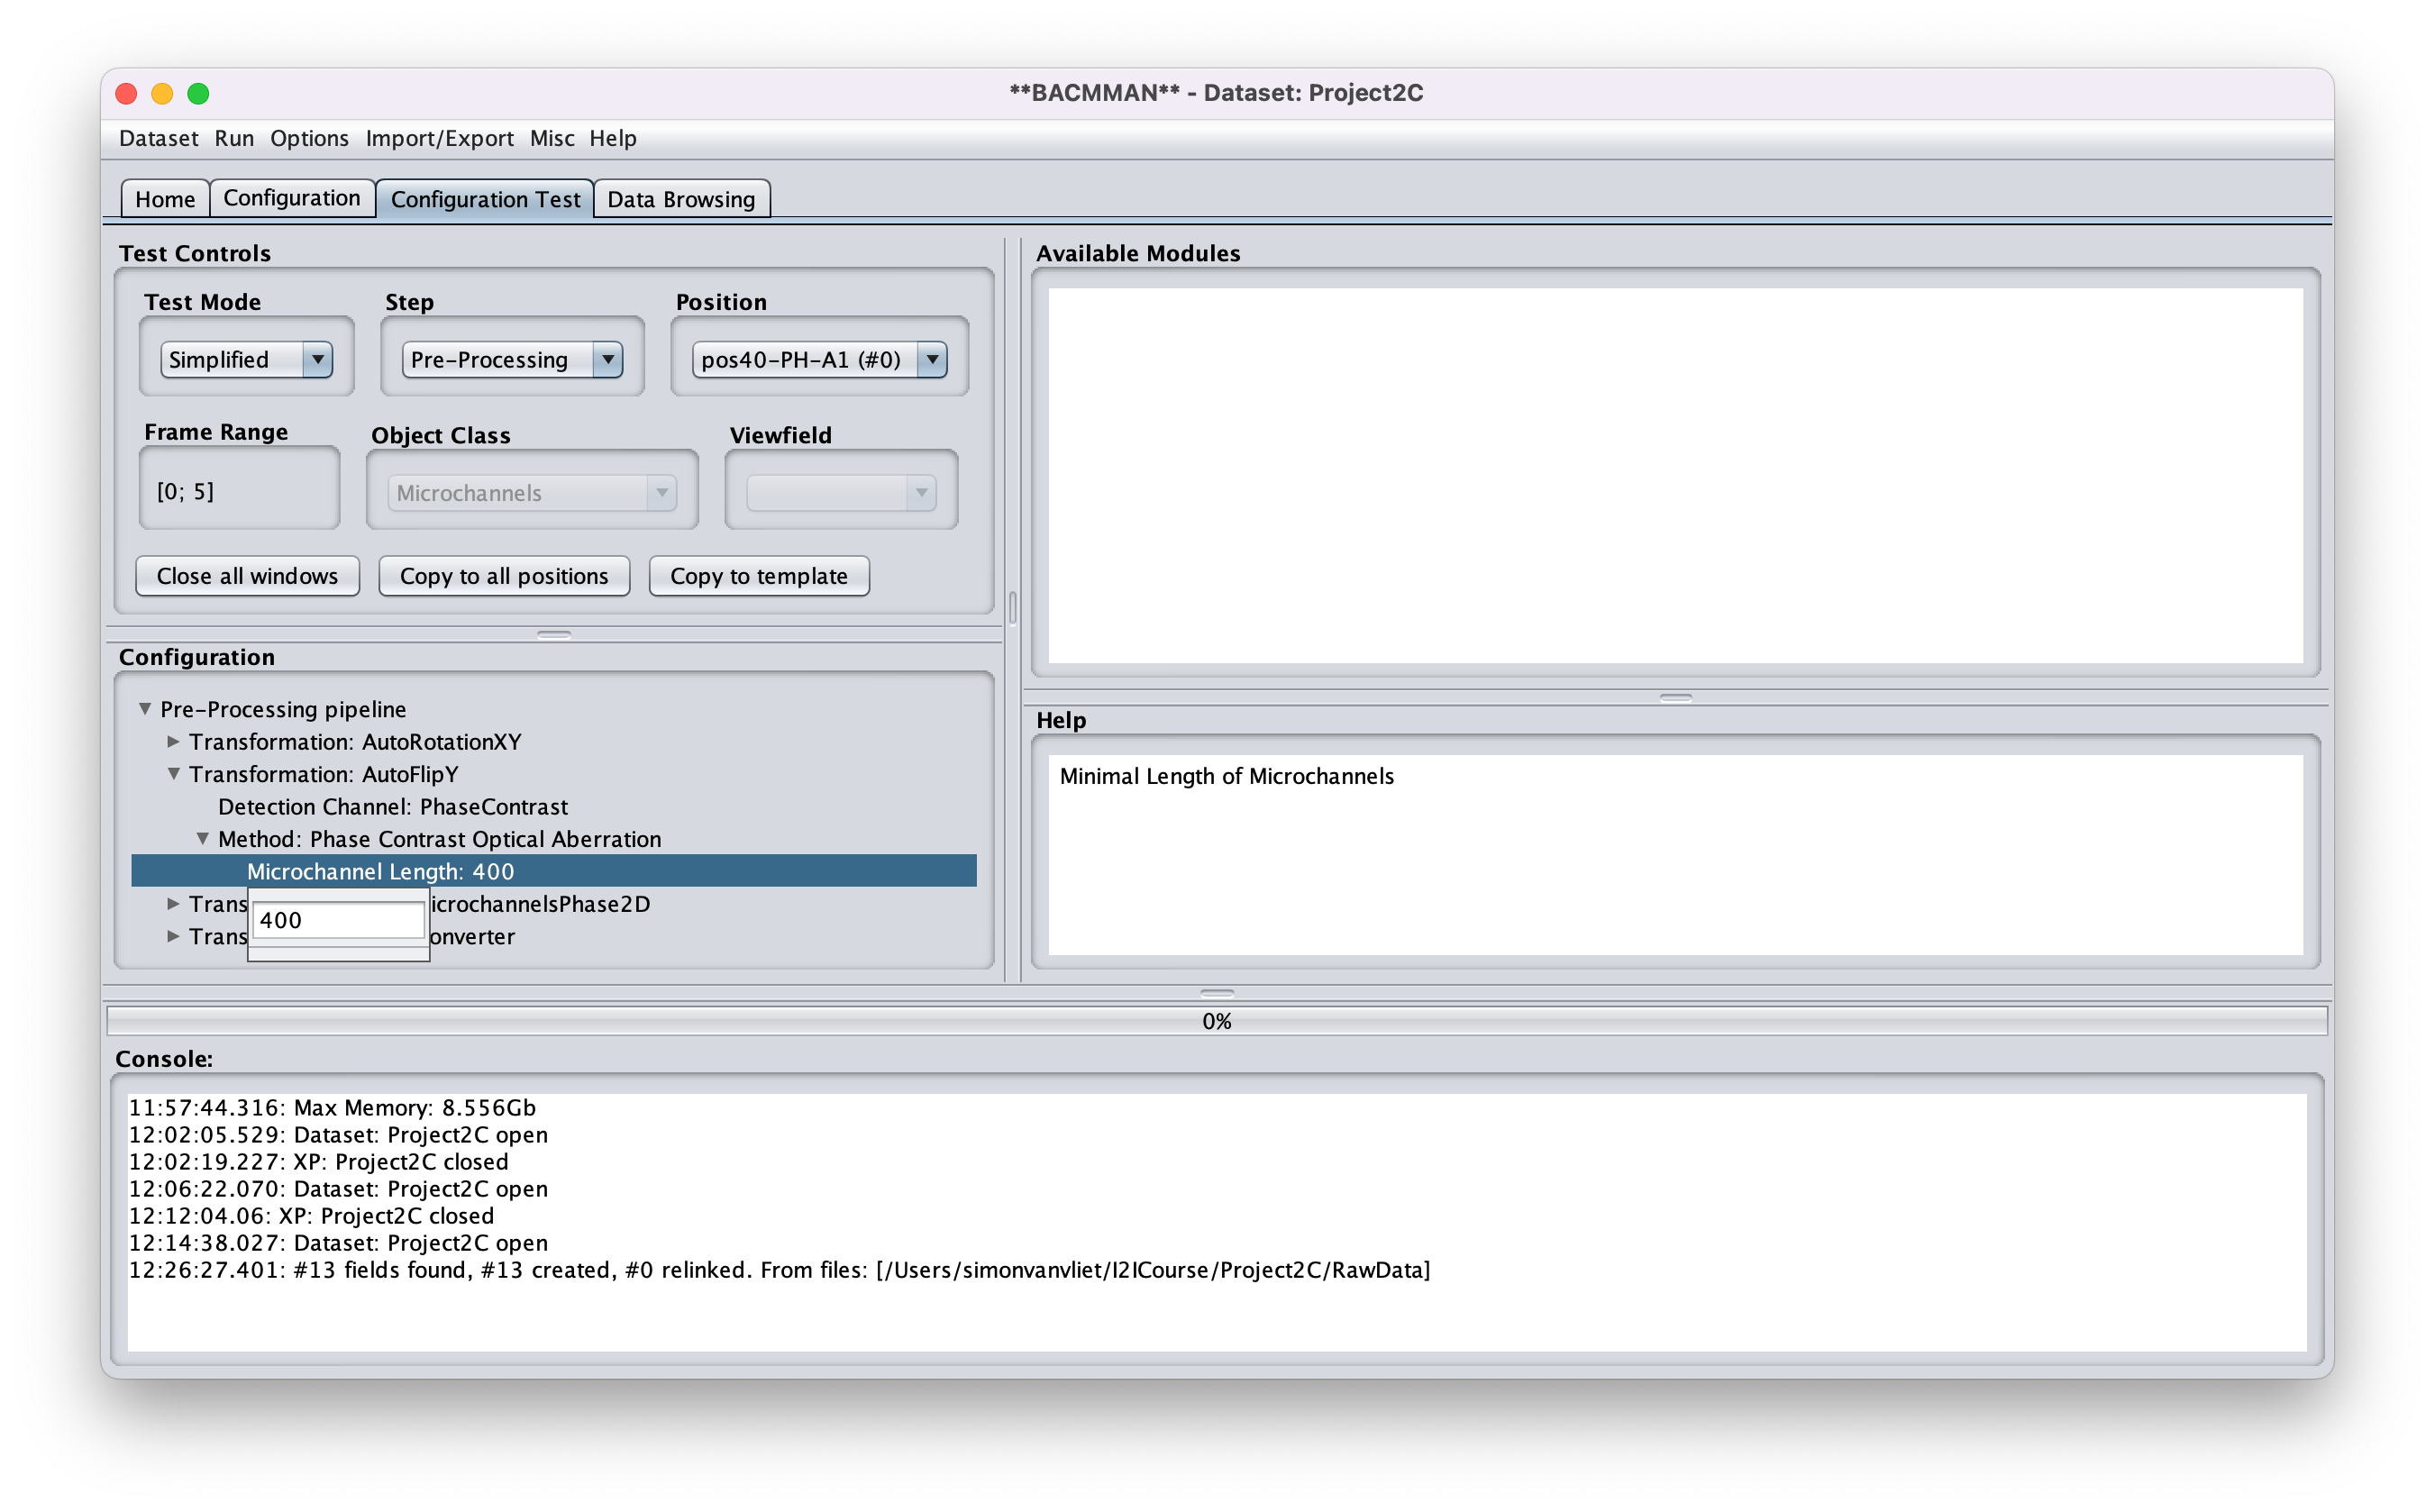 **BACMMAN** - Dataset: Project2C
Dataset Run Options Import/Export Misc Help
Home Configuration Configuration Test Data Browsing
Test Controls
Test Mode Step Position
Simplified Pre-Processing pos40-PH-A1 (#0)
Frame Range Object Class Viewfield
[0; 5] Microchannels
Close all windows Copy to all positions Copy to template
Configuration
Pre-Processing pipeline
Transformation: AutoRotationXY
Transformation: AutoFlipY
Detection Channel: PhaseContrast
Method: Phase Contrast Optical Aberration
Microchannel Length: 400
Trans icrochannelsPhase2D
400
Trans onverter
Available Modules
Help
Minimal Length of Microchannels
0%
Console:
11:57:44.316: Max Memory: 8.556Gb
12:02:05.529: Dataset: Project2C open
12:02:19.227: XP: Project2C closed
12:06:22.070: Dataset: Project2C open
12:12:04.06: XP: Project2C closed
12:14:38.027: Dataset: Project2C open
12:26:27.401: #13 fields found, #13 created, #0 relinked. From files: [/Users/simonvanvliet/I2ICourse/Project2C/RawData]